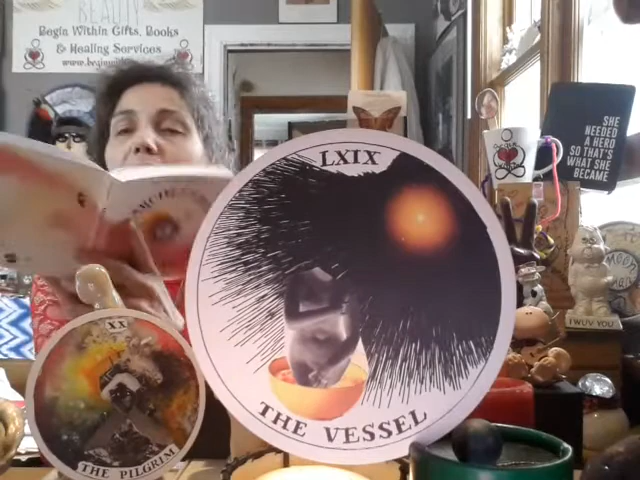 BEAUTY
Begin Within Gifts, Books
& Healing Services
LXIX
THE VESSEL
XX
THE PILGRIM
SHE
NEEDED
A HERO
SO THAT'S
WHAT SHE
BECAME
I WUV YOU